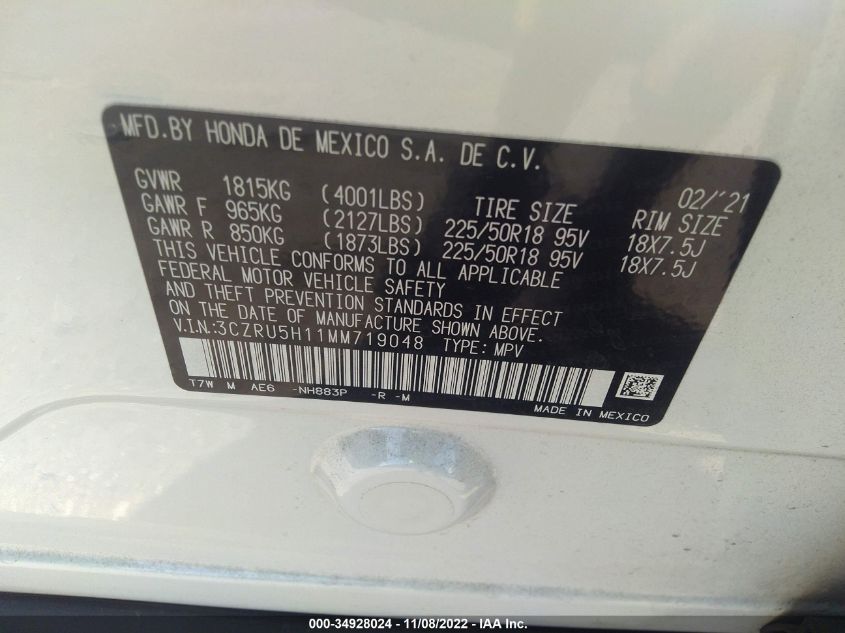 MFD.BY HONDA DE MEXICO S.A. DE C.V.
02/'21
GVWR 1815KG (4001LBS) TIRE SIZE RIM SIZE
GAWR F 965KG (2127LBS) 225/50R18 95V 18X7.5J
GAWR R 850KG (1873LBS) 225/50R18 95V 18X7.5J
THIS VEHICLE CONFORMS TO ALL APPLICABLE
FEDERAL MOTOR VEHICLE SAFETY
AND THEFT PREVENTION STANDARDS IN EFFECT
ON THE DATE OF MANUFACTURE SHOWN ABOVE.
V.I.N:3CZRU5H11MM719048 TYPE: MPV
T7W M AE6 -NH883P -R -M
MADE IN MEXICO
000-34928024 - 11/08/2022 - IAA Inc.